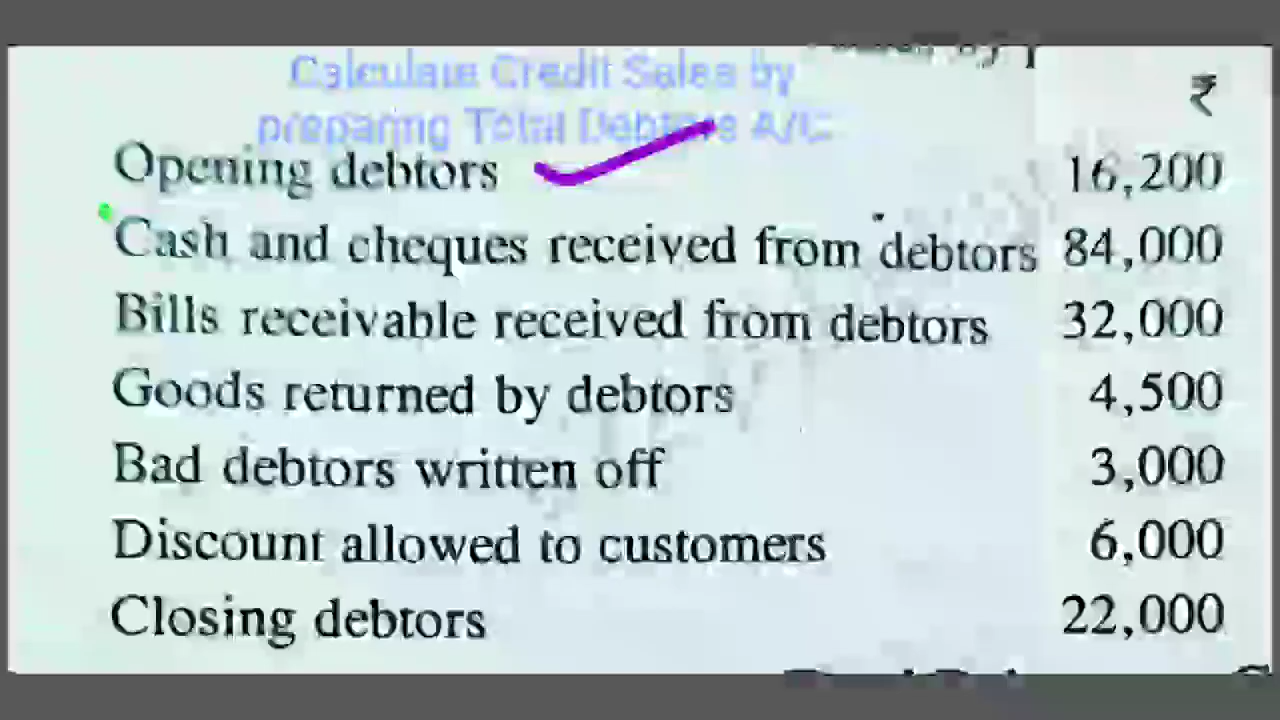 Calculate Credit Sales by
preparing Total Debtors A/C
₹
Opening debtors 16,200
Cash and cheques received from debtors 84,000
Bills receivable received from debtors 32,000
Goods returned by debtors 4,500
Bad debtors written off 3,000
Discount allowed to customers 6,000
Closing debtors 22,000